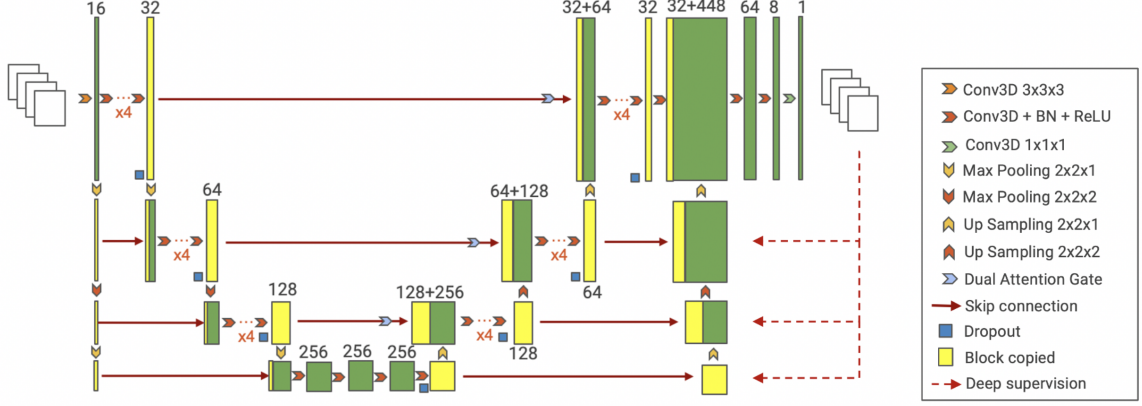 16
32
32+64
32
32+448
64
8
1
x4
x4
64
64+128
x4
x4
64
128
128+256
x4
x4
128
256
256
256
Conv3D 3x3x3
Conv3D + BN + ReLU
Conv3D 1x1x1
Max Pooling 2x2x1
Max Pooling 2x2x2
Up Sampling 2x2x1
Up Sampling 2x2x2
Dual Attention Gate
Skip connection
Dropout
Block copied
Deep supervision